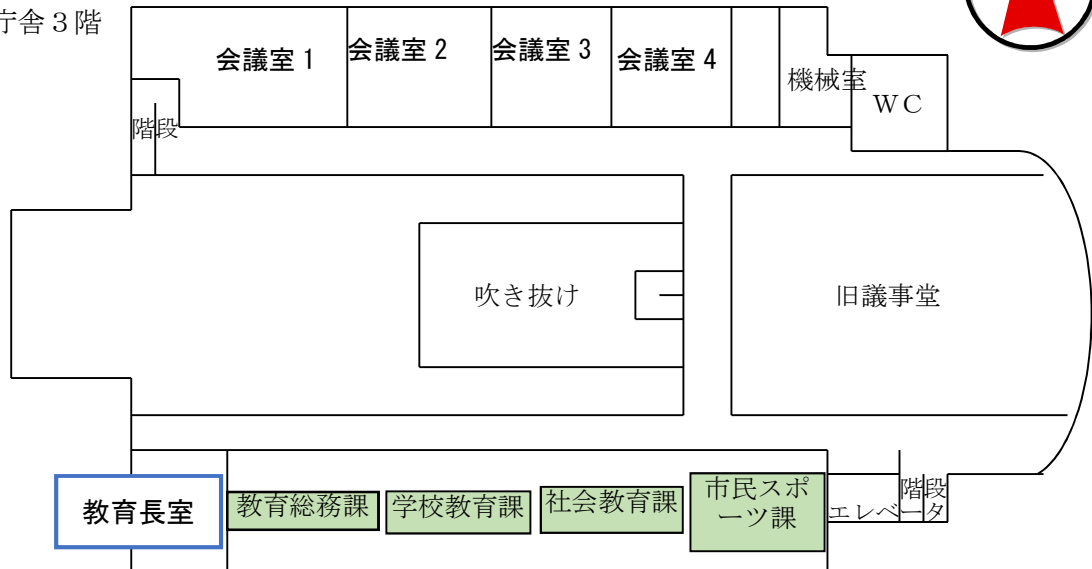 庁舎３階
会議室１
会議室２
会議室３
会議室４
機械室
ＷＣ
階段
吹き抜け
旧議事堂
教育長室
教育総務課
学校教育課
社会教育課
市民スポ
ーツ課
エレベータ
階段